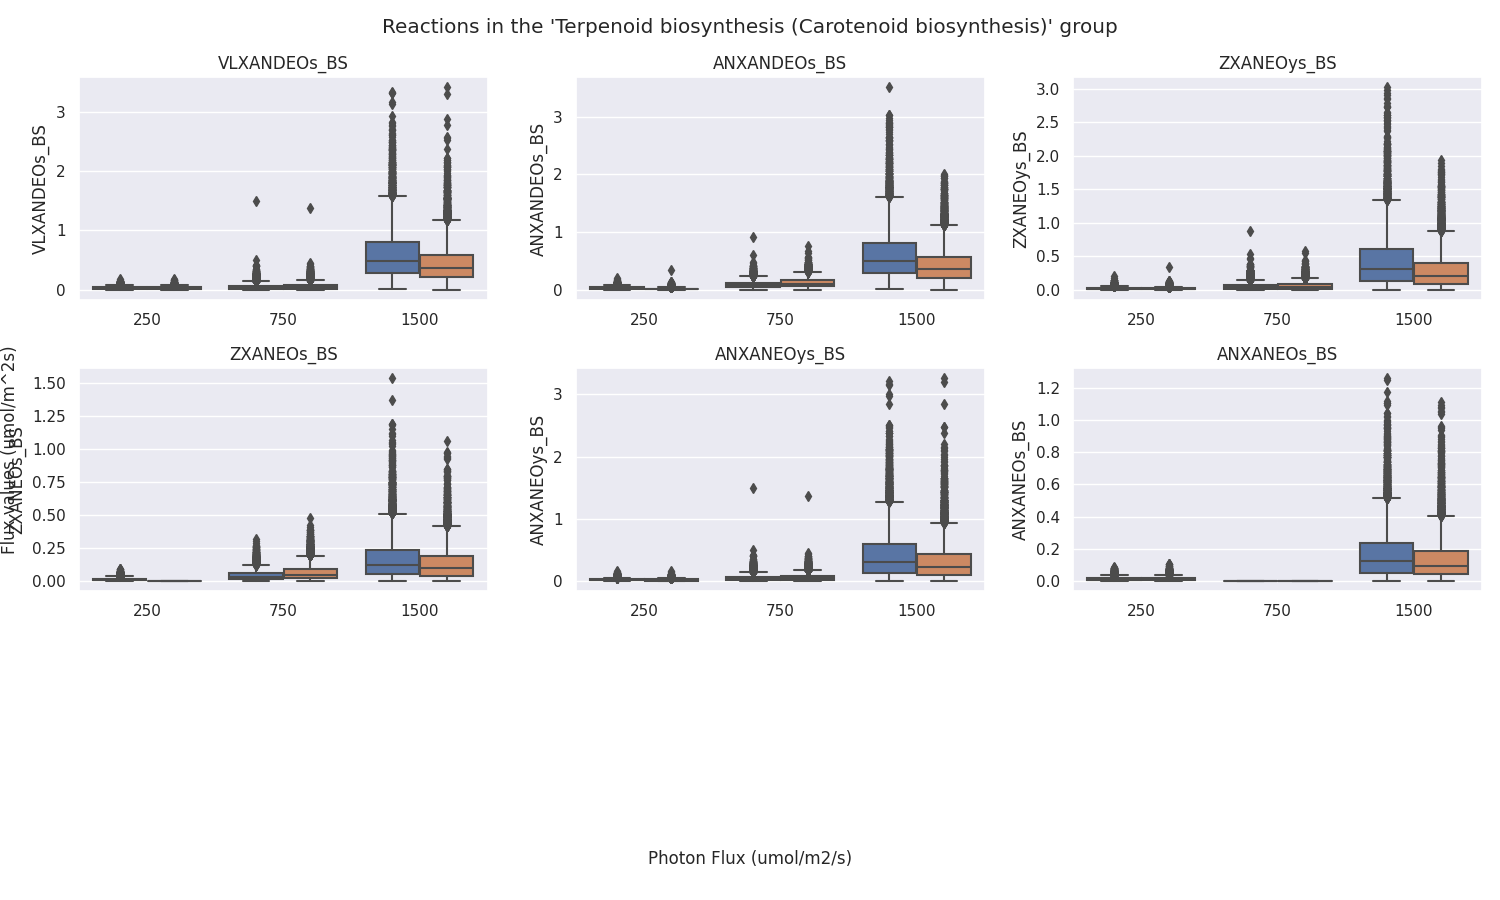 Reactions in the 'Terpenoid biosynthesis (Carotenoid biosynthesis)' group
VLXANDEOs_BS
VLXANDEOs_BS
3
2
1
0
250 750 1500
ANXANDEOs_BS
ANXANDEOs_BS
3
2
1
0
250 750 1500
ZXANEOys_BS
ZXANEOys_BS
3.0
2.5
2.0
1.5
1.0
0.5
0.0
250 750 1500
Flux values (umol/m^2s)
ZXANEOs_BS
ZXANEOs_BS
1.50
1.25
1.00
0.75
0.50
0.25
0.00
250 750 1500
ANXANEOys_BS
ANXANEOys_BS
3
2
1
0
250 750 1500
ANXANEOs_BS
ANXANEOs_BS
1.2
1.0
0.8
0.6
0.4
0.2
0.0
250 750 1500
Photon Flux (umol/m2/s)